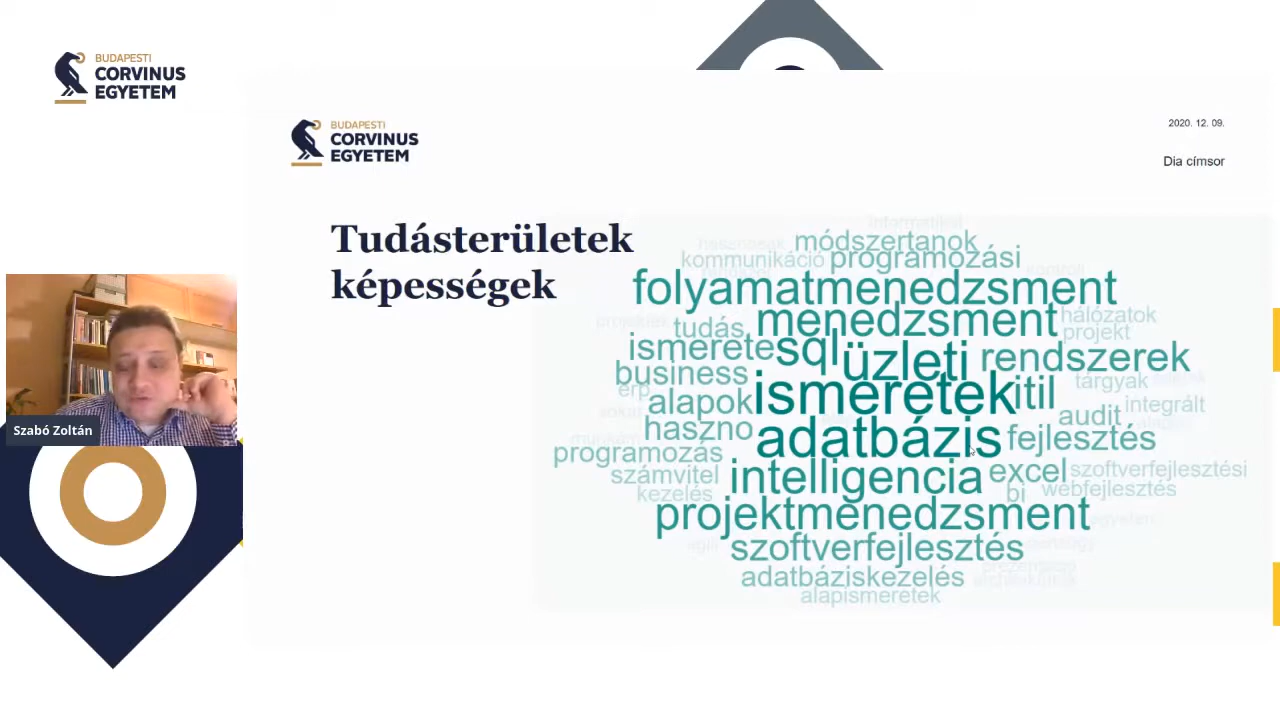 BUDAPESTI
CORVINUS
EGYETEM
BUDAPESTI
CORVINUS
EGYETEM
2020. 12. 09.
Dia címsor
Tudásterületek
képességek
módszertanok
kommunikáció programozási
folyamatmenedzsment
tudás menedzsment hálózatok
projekt
ismerete sql üzleti rendszerek
business
erp alapok ismeretek itil tárgyak
audit integrált
haszno adatbázis fejlesztés
programozás
számvitel intelligencia excel szoftverfejlesztési
kezelés bi webfejlesztés
projektmenedzsment
szoftverfejlesztés
adatbáziskezelés
alapismeretek
Szabó Zoltán